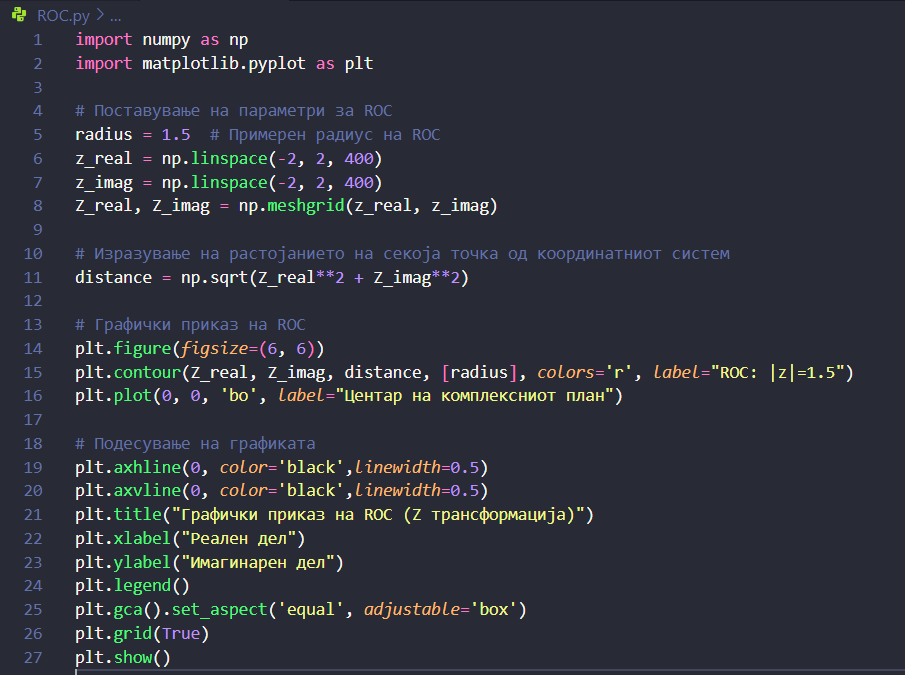 ROC.py > ...
1 import numpy as np
2 import matplotlib.pyplot as plt
3
4 # Поставување на параметри за ROC
5 radius = 1.5  # Примерен радиус на ROC
6 z_real = np.linspace(-2, 2, 400)
7 z_imag = np.linspace(-2, 2, 400)
8 Z_real, Z_imag = np.meshgrid(z_real, z_imag)
9
10 # Изразување на растојанието на секоја точка од координатниот систем
11 distance = np.sqrt(Z_real**2 + Z_imag**2)
12
13 # Графички приказ на ROC
14 plt.figure(figsize=(6, 6))
15 plt.contour(Z_real, Z_imag, distance, [radius], colors='r', label="ROC: |z|=1.5")
16 plt.plot(0, 0, 'bo', label="Центар на комплексниот план")
17
18 # Подесување на графиката
19 plt.axhline(0, color='black',linewidth=0.5)
20 plt.axvline(0, color='black',linewidth=0.5)
21 plt.title("Графички приказ на ROC (Z трансформација)")
22 plt.xlabel("Реален дел")
23 plt.ylabel("Имагинарен дел")
24 plt.legend()
25 plt.gca().set_aspect('equal', adjustable='box')
26 plt.grid(True)
27 plt.show()